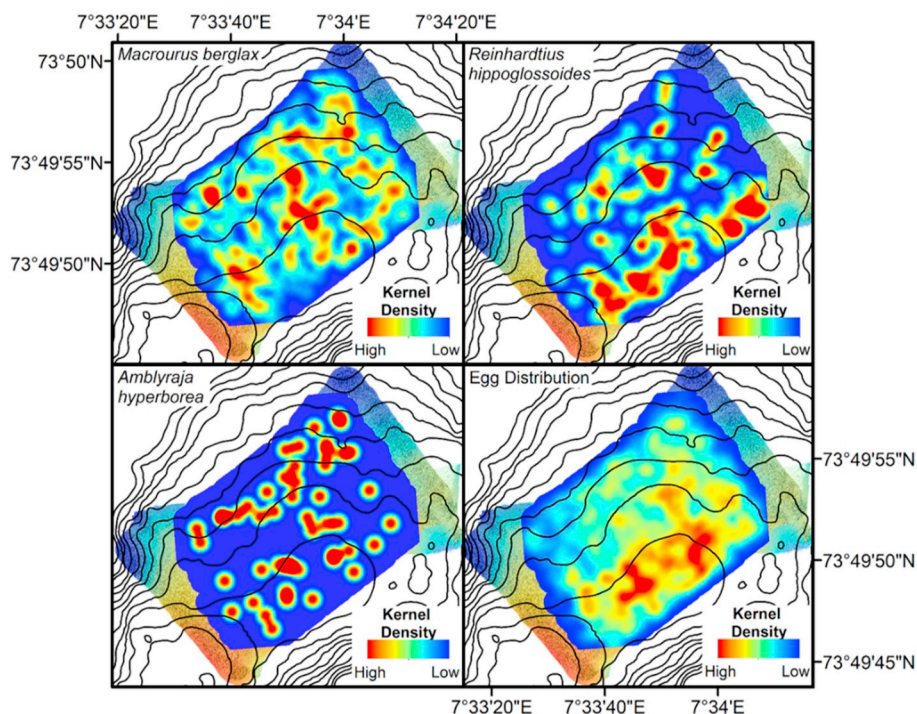 7°33'20"E 7°34'E
7°33'40"E 7°34'20"E
73°50'N
73°49'55"N
73°49'50"N
Macrourus berglax
Kernel
Density
High Low
Reinhardtius
hippoglossoides
Kernel
Density
High Low
Amblyraja
hyperborea
Kernel
Density
High Low
Egg Distribution
Kernel
Density
High Low
73°49'55"N
73°49'50"N
73°49'45"N
7°33'20"E 7°33'40"E 7°34'E